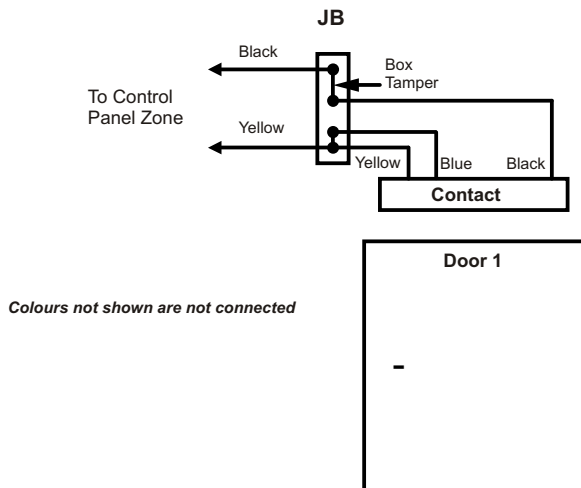 JB
Black
Box
Tamper
To Control
Panel Zone
Yellow
Yellow
Blue
Black
Contact
Door 1
Colours not shown are not connected